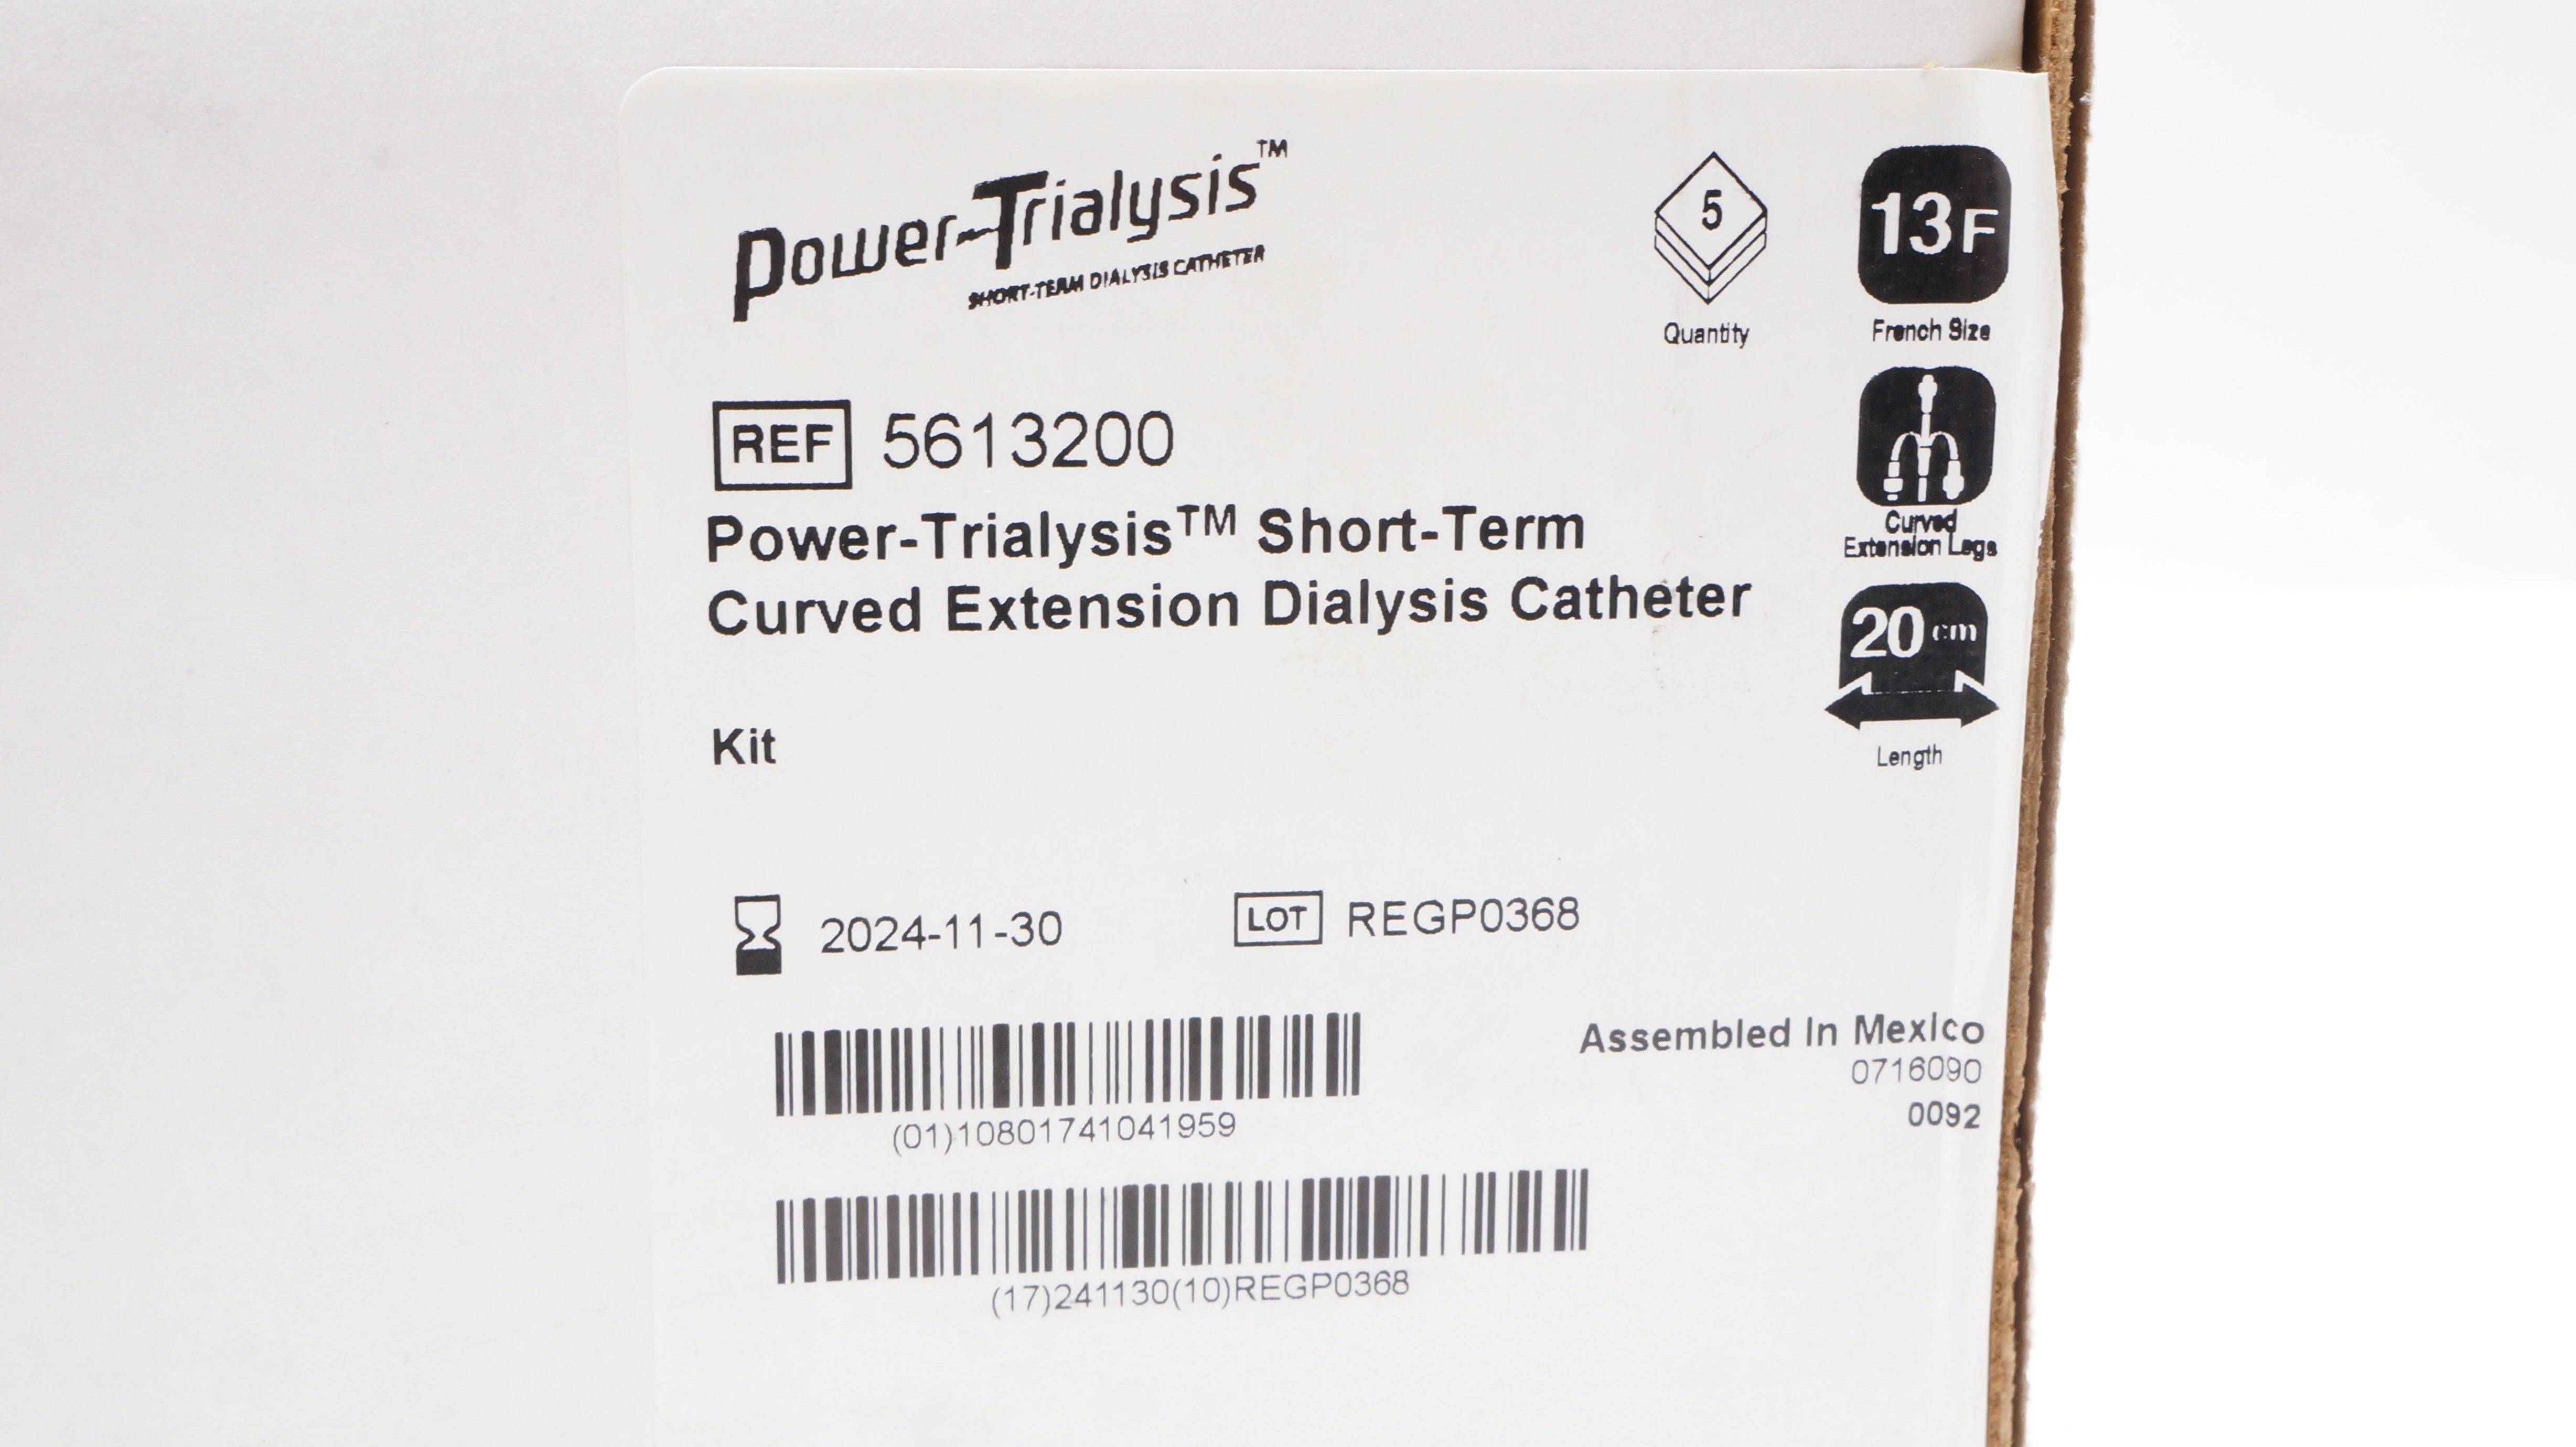 Power-Trialysis™
SHORT-TERM DIALYSIS CATHETER
5
Quantity
13F
French Size
REF 5613200
Power-Trialysis™ Short-Term
Curved Extension Dialysis Catheter
Curved
Extension Legs
20 cm
Length
Kit
2024-11-30
LOT REGP0368
Assembled In Mexico
0716090
0092
(01)10801741041959
(17)241130(10)REGP0368